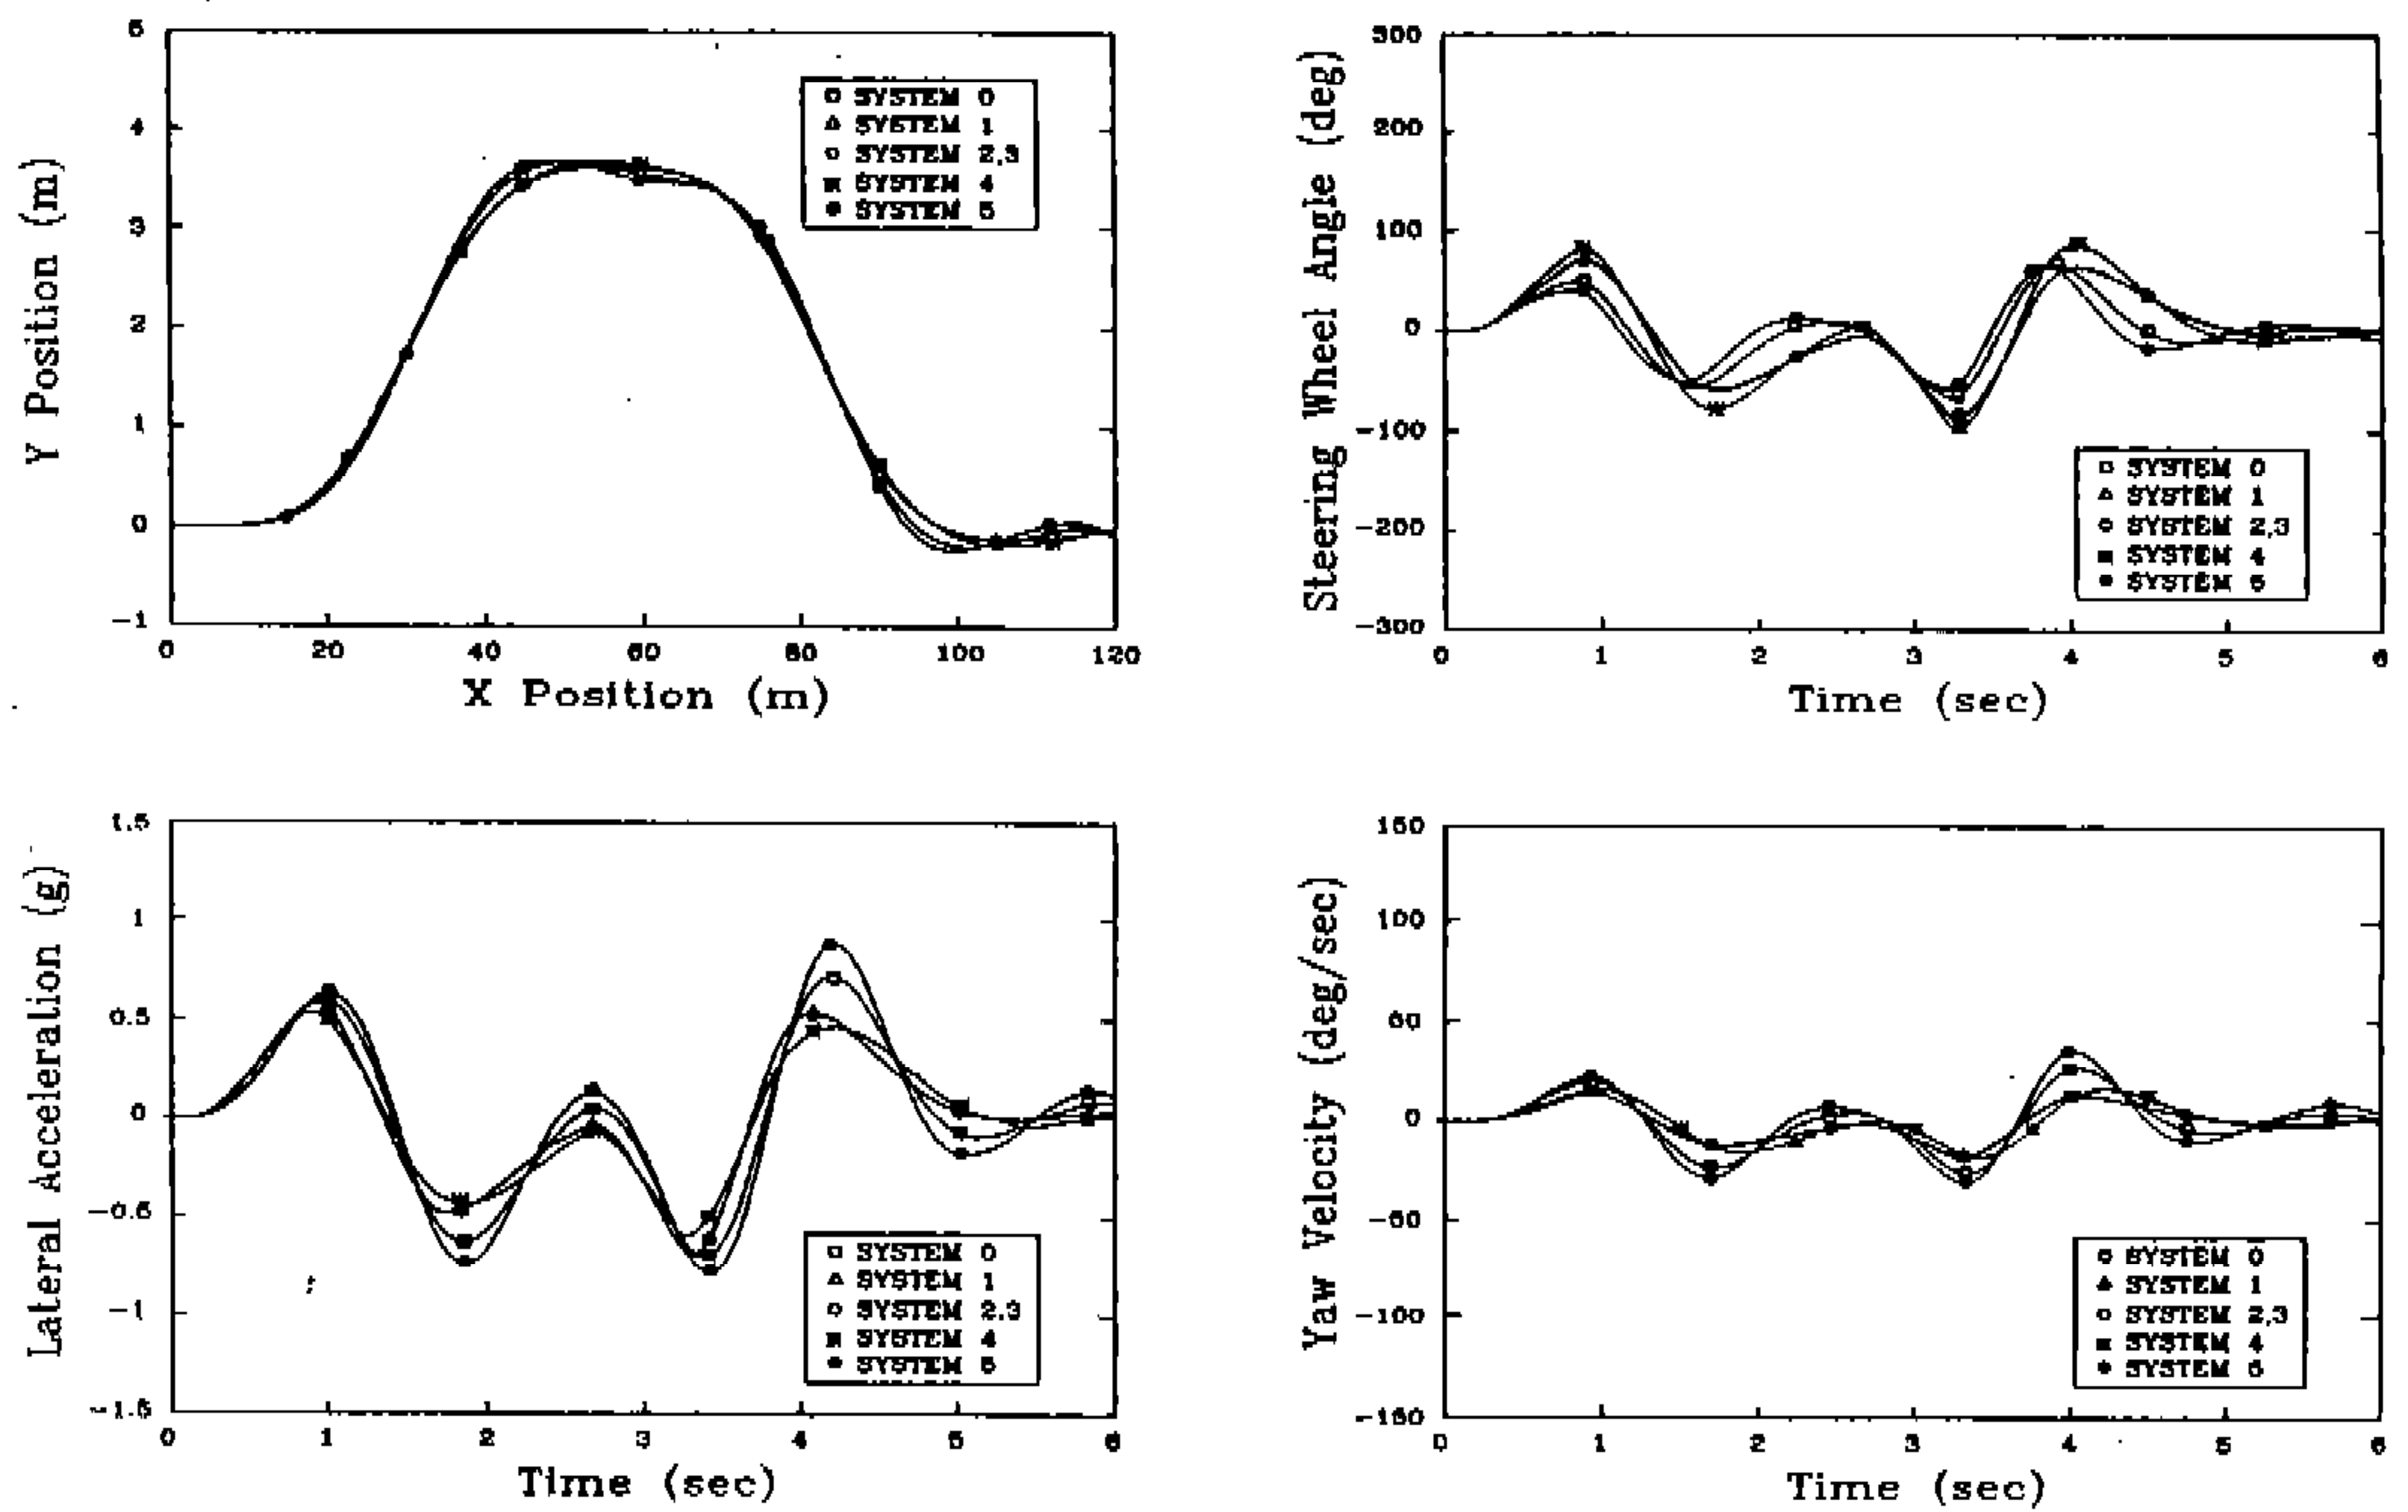 5
4
3
2
1
0
-1
0 20 40 60 80 100 120
Y Position (m)
X Position (m)
SYSTEM 0
SYSTEM 1
SYSTEM 2,3
SYSTEM 4
SYSTEM 5
300
200
100
0
-100
-200
-300
0 1 2 3 4 5 6
Steering Wheel Angle (deg)
Time (sec)
SYSTEM 0
SYSTEM 1
SYSTEM 2,3
SYSTEM 4
SYSTEM 5
1.5
1
0.5
0
-0.5
-1
-1.5
0 1 2 3 4 5 6
Lateral Acceleration (g)
Time (sec)
SYSTEM 0
SYSTEM 1
SYSTEM 2,3
SYSTEM 4
SYSTEM 5
150
100
50
0
-50
-100
-150
0 1 2 3 4 5 6
Yaw Velocity (deg/sec)
Time (sec)
SYSTEM 0
SYSTEM 1
SYSTEM 2,3
SYSTEM 4
SYSTEM 5